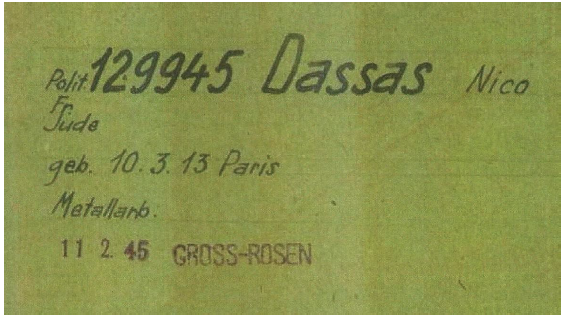 Polit. 129945 Dassas Nico
Fr.
Jude
geb. 10. 3. 13 Paris
Metallarb.
11 2. 45 GROSS-ROSEN